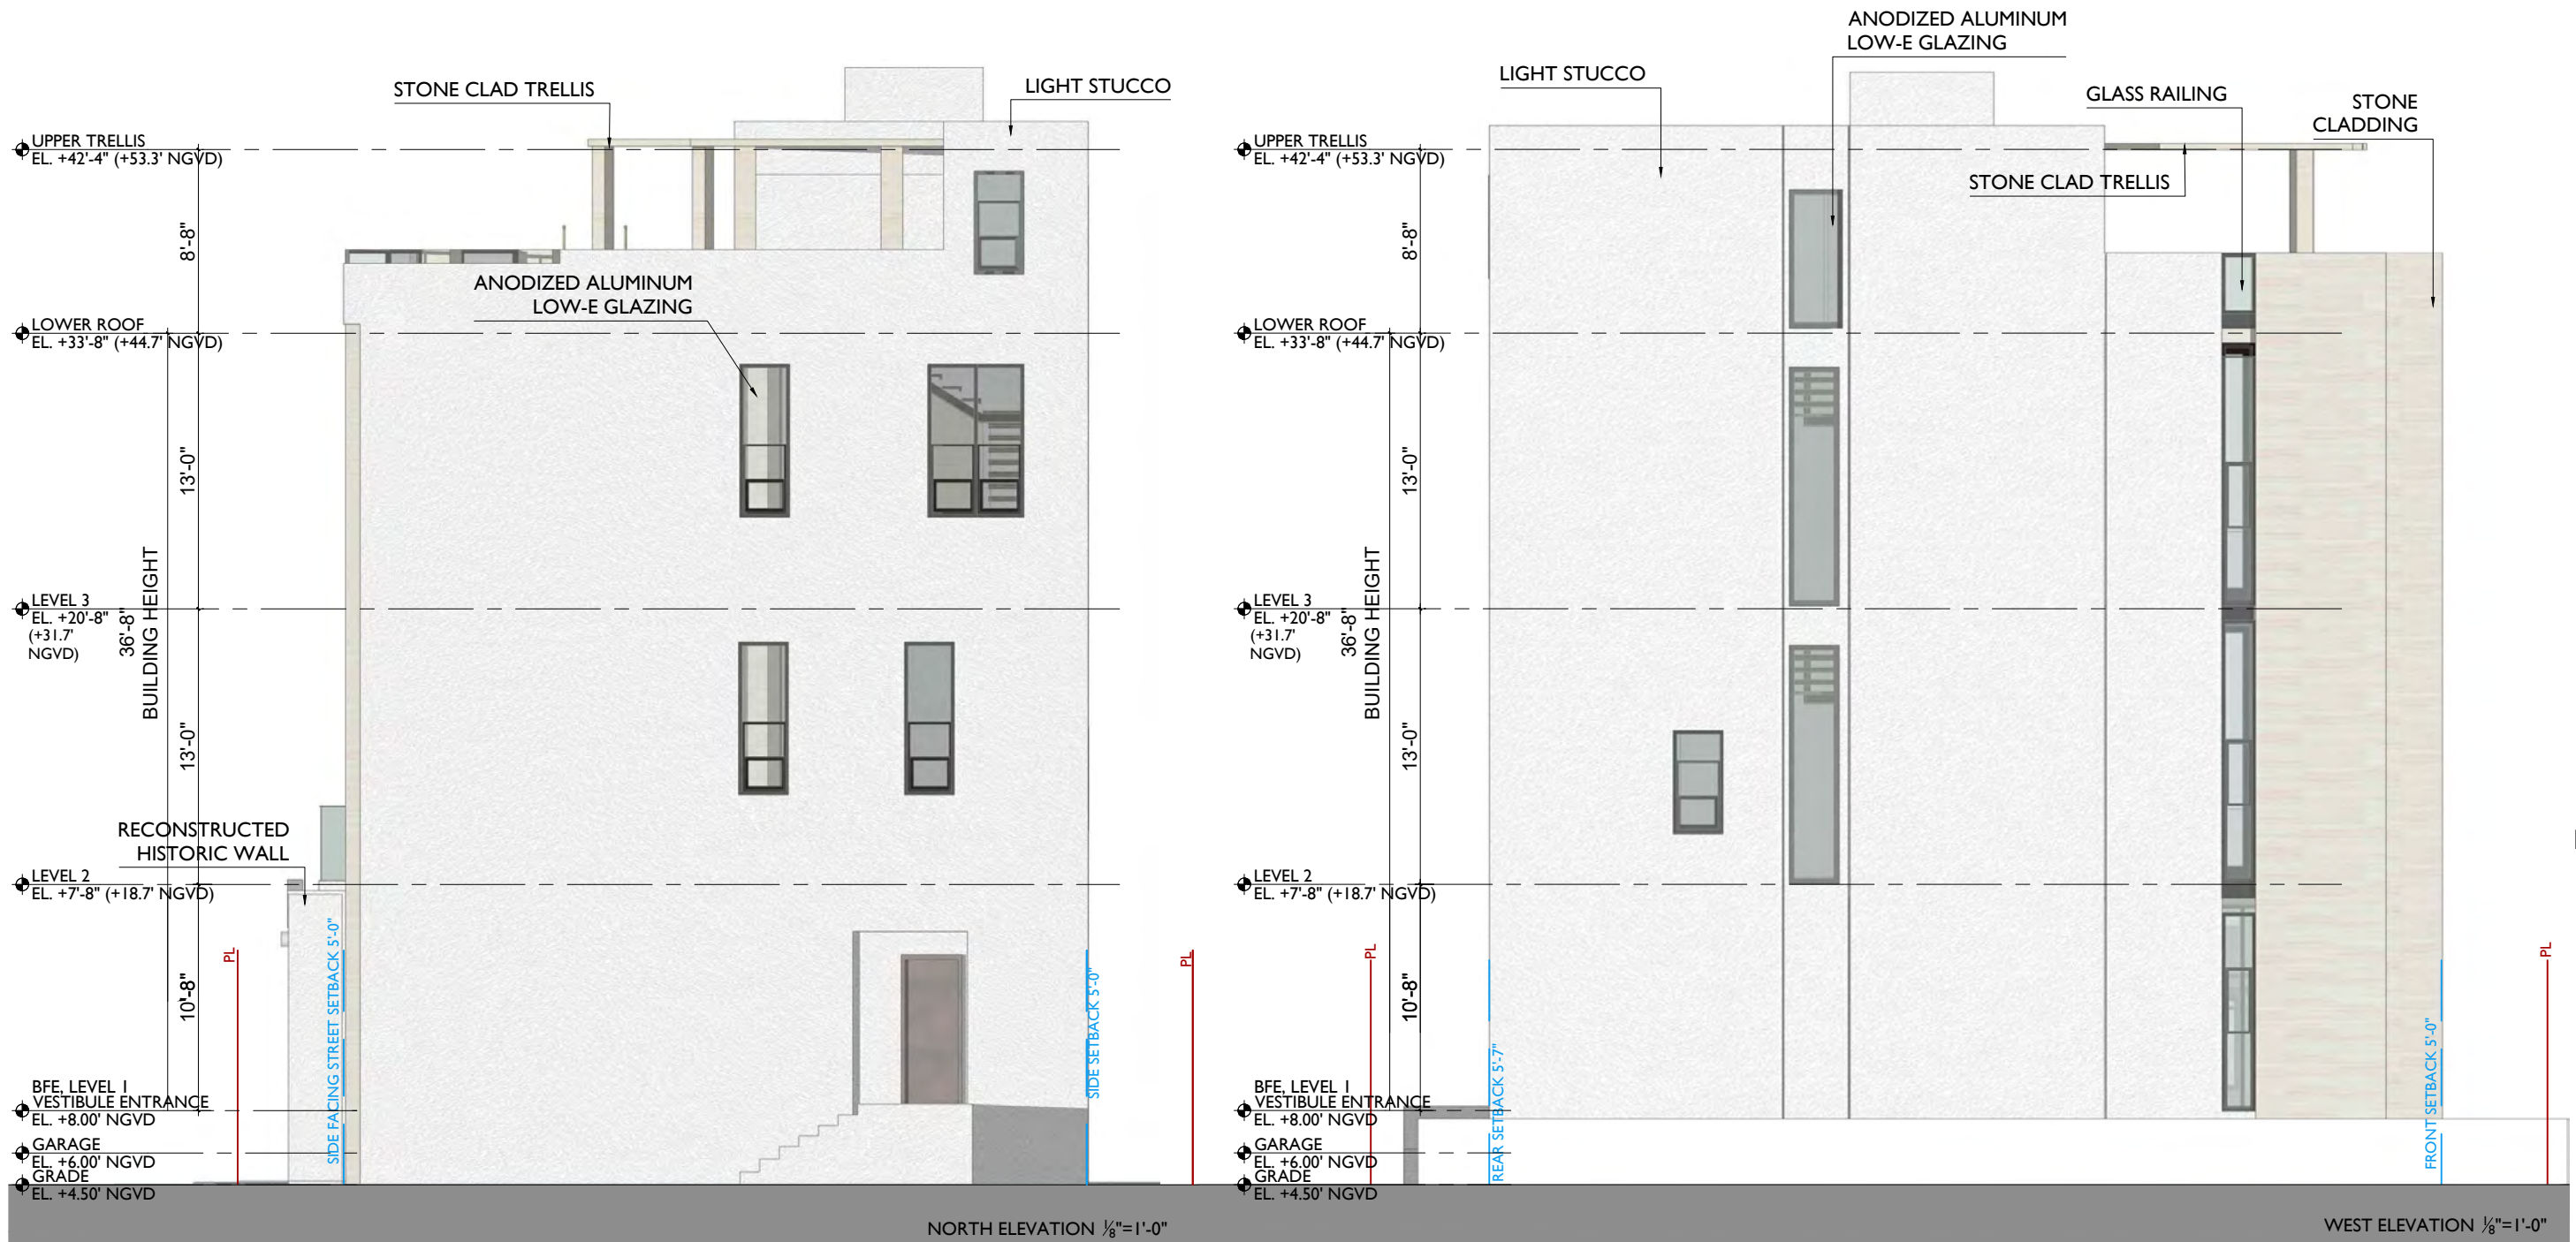 STONE CLAD TRELLIS
LIGHT STUCCO
UPPER TRELLIS
EL. +42'-4" (+53.3' NGVD)
8'-8"
ANODIZED ALUMINUM
LOW-E GLAZING
LOWER ROOF
EL. +33'-8" (+44.7' NGVD)
13'-0"
LEVEL 3
EL. +20'-8"
(+31.7'
NGVD)
36'-8"
BUILDING HEIGHT
13'-0"
RECONSTRUCTED
HISTORIC WALL
LEVEL 2
EL. +7'-8" (+18.7' NGVD)
PL
SIDE FACING STREET SETBACK 5'-0"
10'-8"
SIDE SETBACK 5'-0"
PL
BFE, LEVEL 1
VESTIBULE ENTRANCE
EL. +8.00' NGVD
GARAGE
EL. +6.00' NGVD
GRADE
EL. +4.50' NGVD
NORTH ELEVATION ⅛"=1'-0"
ANODIZED ALUMINUM
LOW-E GLAZING
LIGHT STUCCO
GLASS RAILING
STONE
CLADDING
UPPER TRELLIS
EL. +42'-4" (+53.3' NGVD)
STONE CLAD TRELLIS
8'-8"
LOWER ROOF
EL. +33'-8" (+44.7' NGVD)
13'-0"
LEVEL 3
EL. +20'-8"
(+31.7'
NGVD)
36'-8"
BUILDING HEIGHT
13'-0"
LEVEL 2
EL. +7'-8" (+18.7' NGVD)
PL
10'-8"
REAR SETBACK 5'-7"
FRONT SETBACK 5'-0"
PL
BFE, LEVEL 1
VESTIBULE ENTRANCE
EL. +8.00' NGVD
GARAGE
EL. +6.00' NGVD
GRADE
EL. +4.50' NGVD
WEST ELEVATION ⅛"=1'-0"